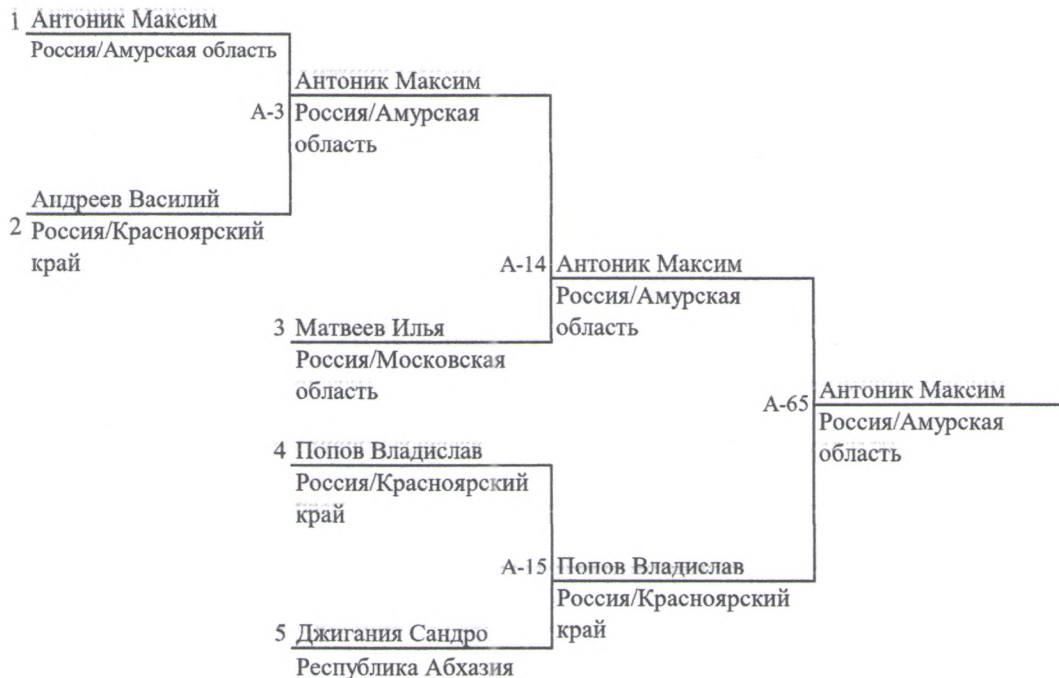 1 Антоник Максим
Россия/Амурская область
Антоник Максим
А-3 Россия/Амурская
область
Андреев Василий
2 Россия/Красноярский
край
А-14 Антоник Максим
Россия/Амурская
область
3 Матвеев Илья
Россия/Московская
область
Антоник Максим
А-65 Россия/Амурская
область
4 Попов Владислав
Россия/Красноярский
край
А-15 Попов Владислав
Россия/Красноярский
край
5 Джигания Сандро
Республика Абхазия